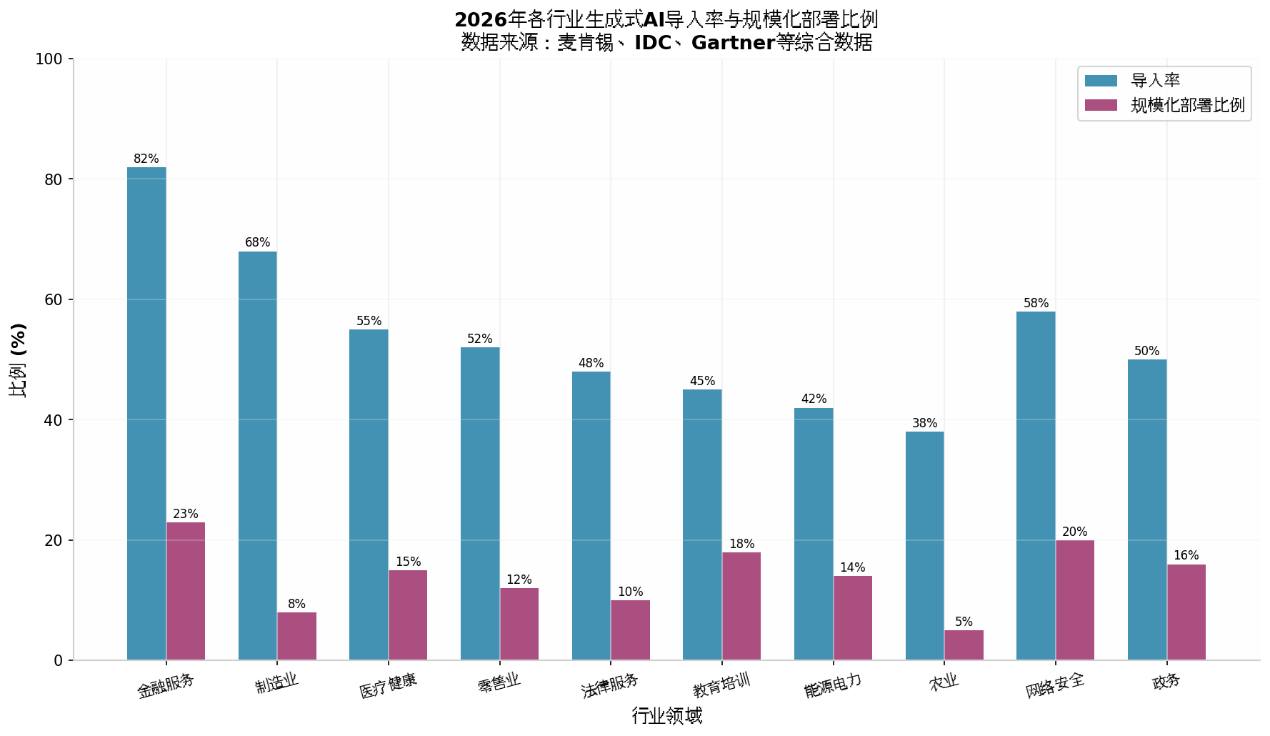 2026年各行业生成式AI导入率与规模化部署比例
数据来源：麦肯锡、IDC、Gartner等综合数据
导入率
规模化部署比例
比例 (%)
100
80
60
40
20
0
82%
23%
68%
8%
55%
15%
52%
12%
48%
10%
45%
18%
42%
14%
38%
5%
58%
20%
50%
16%
金融服务
制造业
医疗健康
零售业
法律服务
教育培训
能源电力
农业
网络安全
政务
行业领域